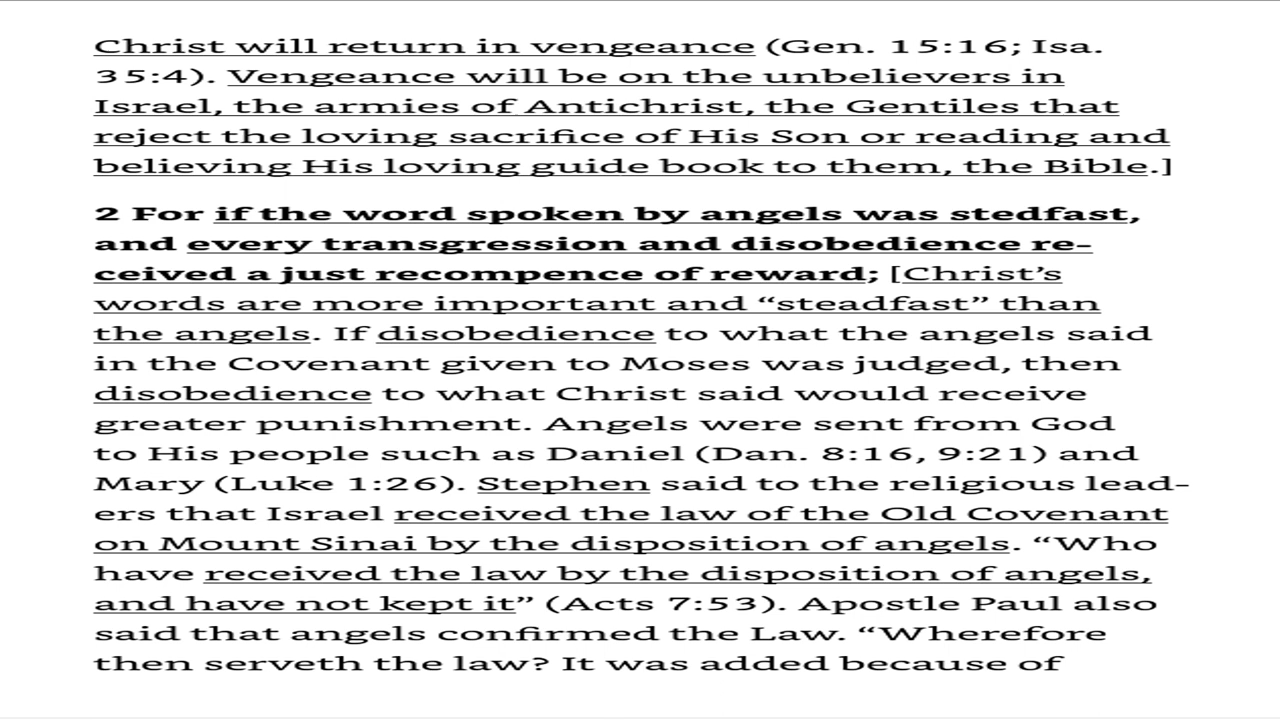 Christ will return in vengeance (Gen. 15:16; Isa.
35:4). Vengeance will be on the unbelievers in
Israel, the armies of Antichrist, the Gentiles that
reject the loving sacrifice of His Son or reading and
believing His loving guide book to them, the Bible.]
2 For if the word spoken by angels was stedfast,
and every transgression and disobedience re-
ceived a just recompence of reward; [Christ’s
words are more important and “steadfast” than
the angels. If disobedience to what the angels said
in the Covenant given to Moses was judged, then
disobedience to what Christ said would receive
greater punishment. Angels were sent from God
to His people such as Daniel (Dan. 8:16, 9:21) and
Mary (Luke 1:26). Stephen said to the religious lead-
ers that Israel received the law of the Old Covenant
on Mount Sinai by the disposition of angels. “Who
have received the law by the disposition of angels,
and have not kept it” (Acts 7:53). Apostle Paul also
said that angels confirmed the Law. “Wherefore
then serveth the law? It was added because of